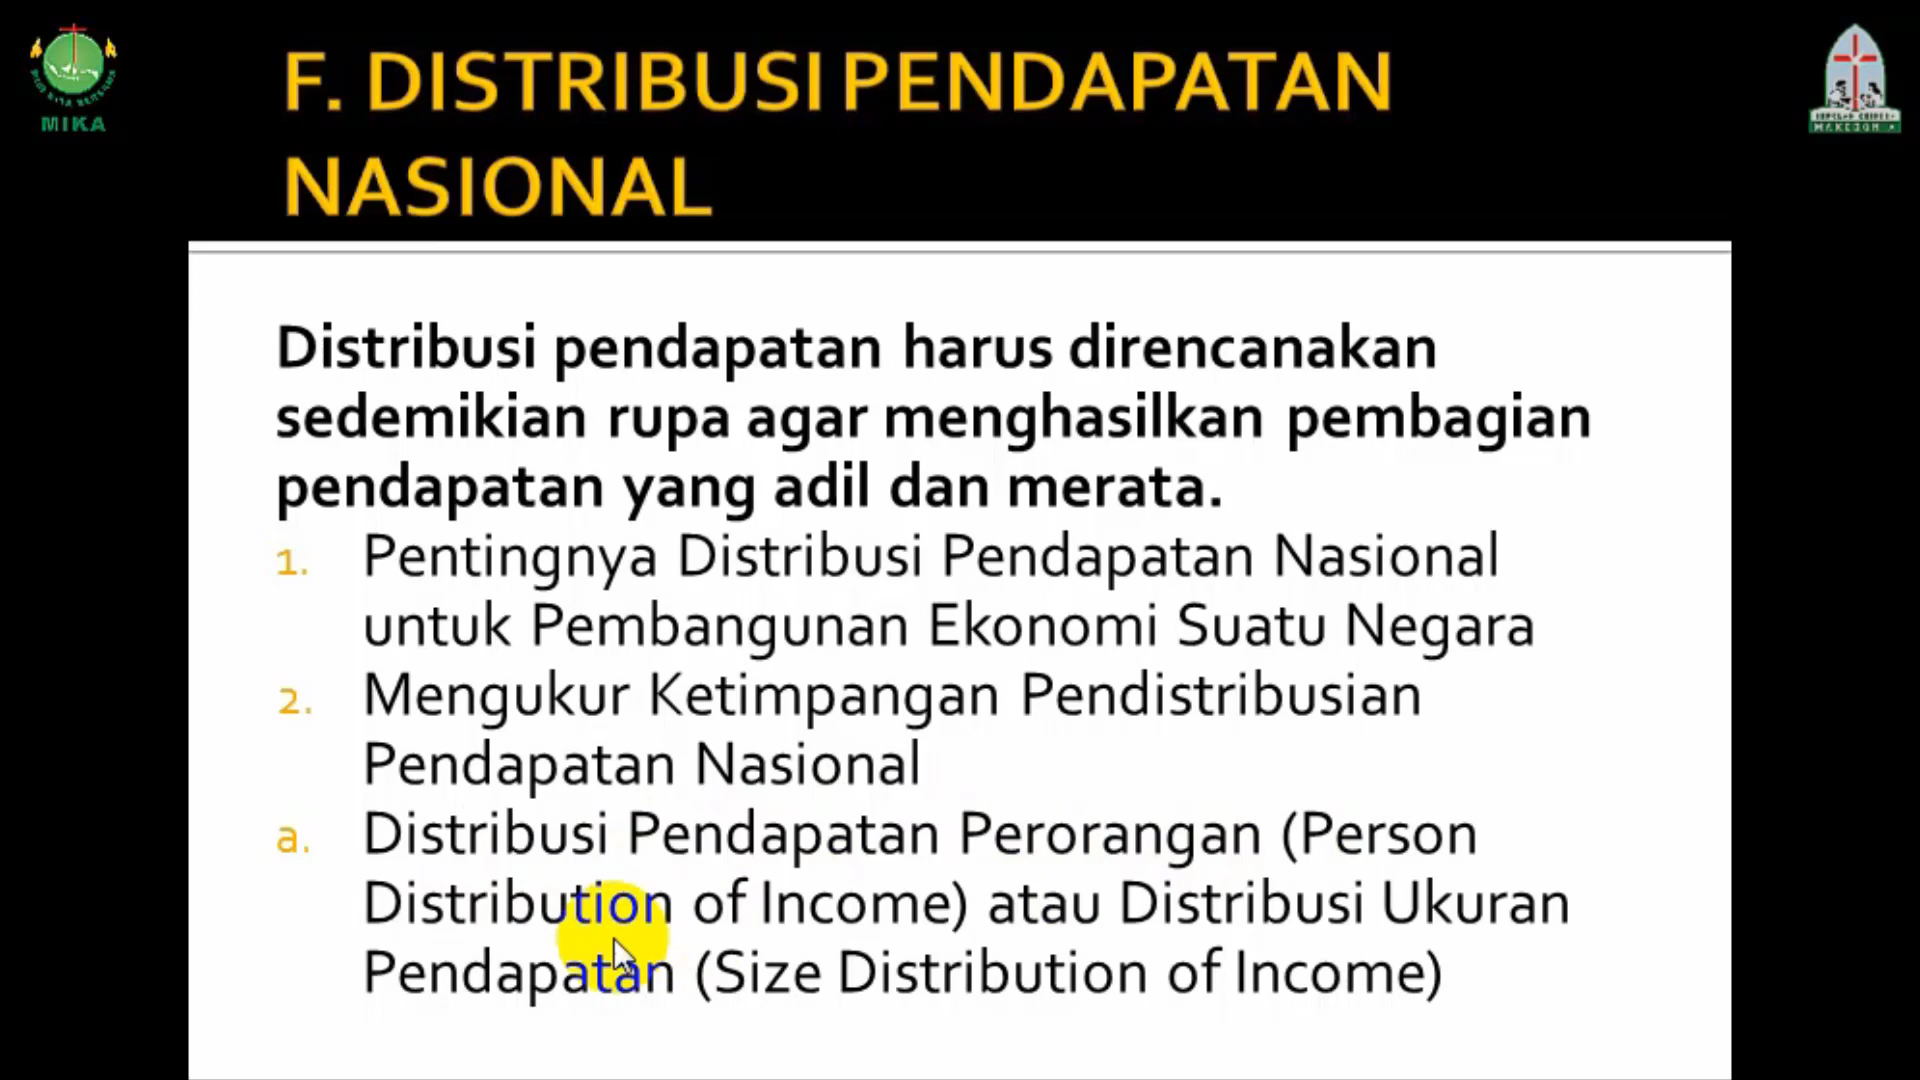 F. DISTRIBUSI PENDAPATAN
NASIONAL
MIKA
Distribusi pendapatan harus direncanakan
sedemikian rupa agar menghasilkan pembagian
pendapatan yang adil dan merata.
1. Pentingnya Distribusi Pendapatan Nasional
untuk Pembangunan Ekonomi Suatu Negara
2. Mengukur Ketimpangan Pendistribusian
Pendapatan Nasional
a. Distribusi Pendapatan Perorangan (Person
Distribution of Income) atau Distribusi Ukuran
Pendapatan (Size Distribution of Income)